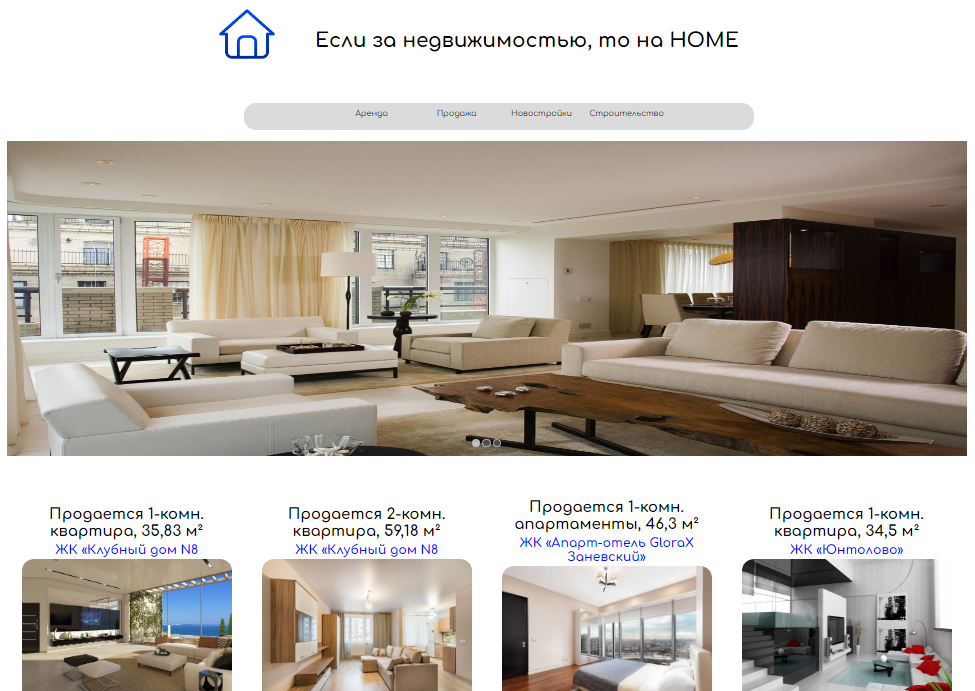 Если за недвижимостью, то на HOME
Аренда Продажа Новостройки Строительство
Продается 1-комн.
квартира, 35,83 м²
ЖК «Клубный дом N8
Продается 2-комн.
квартира, 59,18 м²
ЖК «Клубный дом N8
Продается 1-комн.
апартаменты, 46,3 м²
ЖК «Апарт-отель GloraX
Заневский»
Продается 1-комн.
квартира, 34,5 м²
ЖК «Юнтолово»